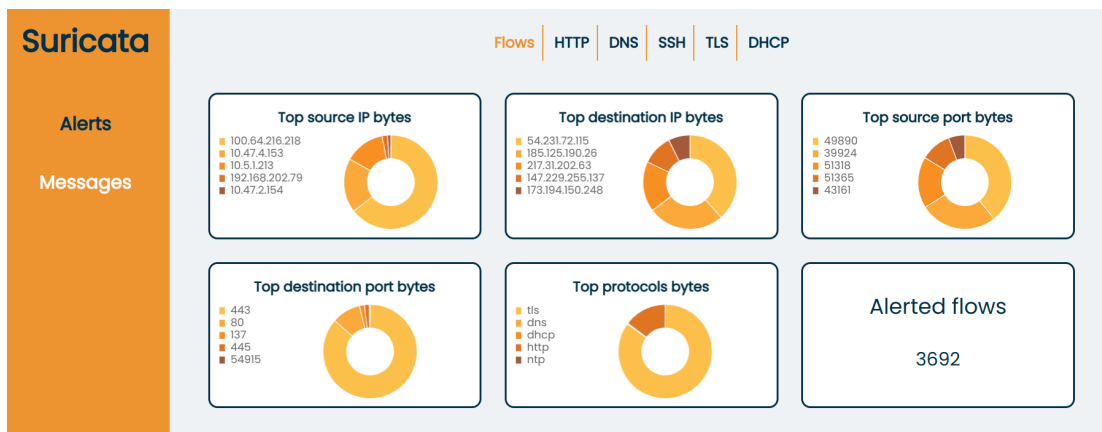 Suricata
Alerts
Messages
Flows
HTTP
DNS
SSH
TLS
DHCP
Top source IP bytes
100.64.216.218
10.47.4.153
10.5.1.213
192.168.202.79
10.47.2.154
Top destination IP bytes
54.231.72.115
185.125.190.26
217.31.202.63
147.229.255.137
173.194.150.248
Top source port bytes
49890
39924
51318
51365
43161
Top destination port bytes
443
80
137
445
54915
Top protocols bytes
tls
dns
dhcp
http
ntp
Alerted flows
3692